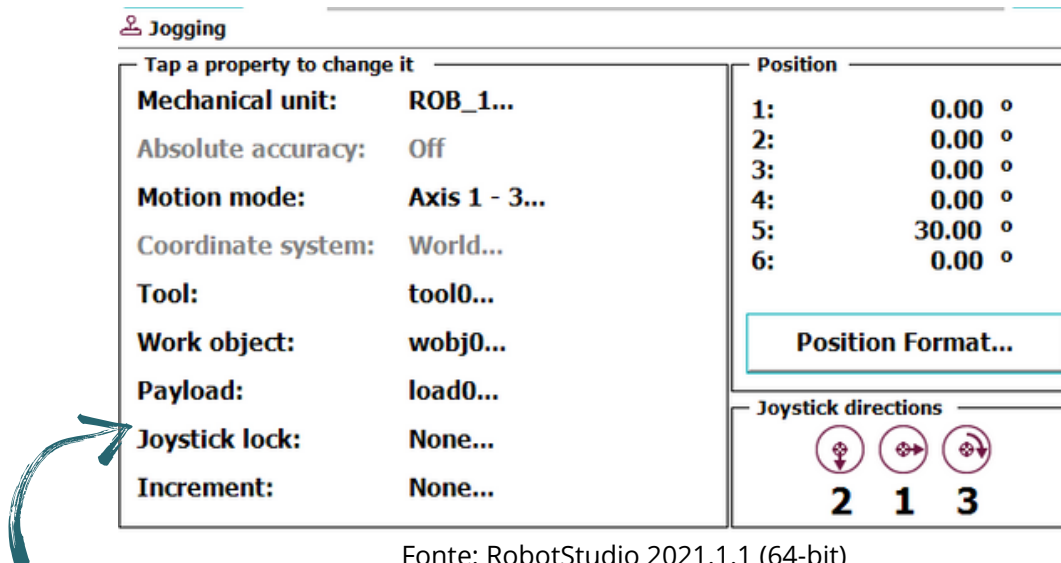 Jogging
Tap a property to change it
Mechanical unit: ROB_1...
Absolute accuracy: Off
Motion mode: Axis 1 - 3...
Coordinate system: World...
Tool: tool0...
Work object: wobj0...
Payload: load0...
Joystick lock: None...
Increment: None...
Position
1: 0.00 º
2: 0.00 º
3: 0.00 º
4: 0.00 º
5: 30.00 º
6: 0.00 º
Position Format...
Joystick directions
2 1 3
Fonte: RobotStudio 2021.1.1 (64-bit)